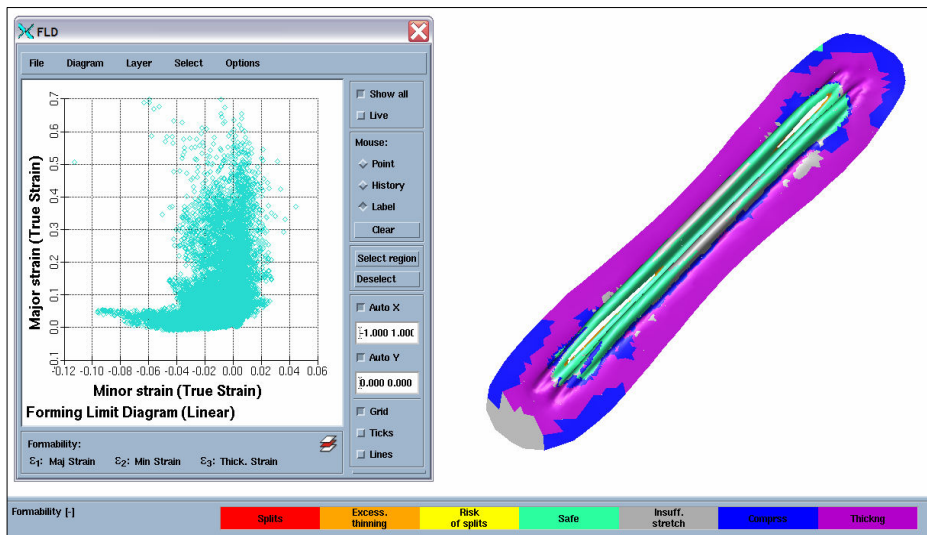 FLD
File Diagram Layer Select Options
Show all
Live
Mouse:
Point
History
Label
Clear
Select region
Deselect
Auto X
-1.000 1.000
Auto Y
0.000 0.000
Grid
Ticks
Lines
Major strain (True Strain)
0.7
0.6
0.5
0.4
0.3
0.2
0.1
0.0
-0.1
-0.12 -0.10 -0.08 -0.06 -0.04 -0.02 0.00 0.02 0.04 0.06
Minor strain (True Strain)
Forming Limit Diagram (Linear)
Formability:
ε1: Maj Strain ε2: Min Strain ε3: Thick. Strain
Formability [-]
Splits
Excess.
thinning
Risk
of splits
Safe
Insuff.
stretch
Comprss
Thickng